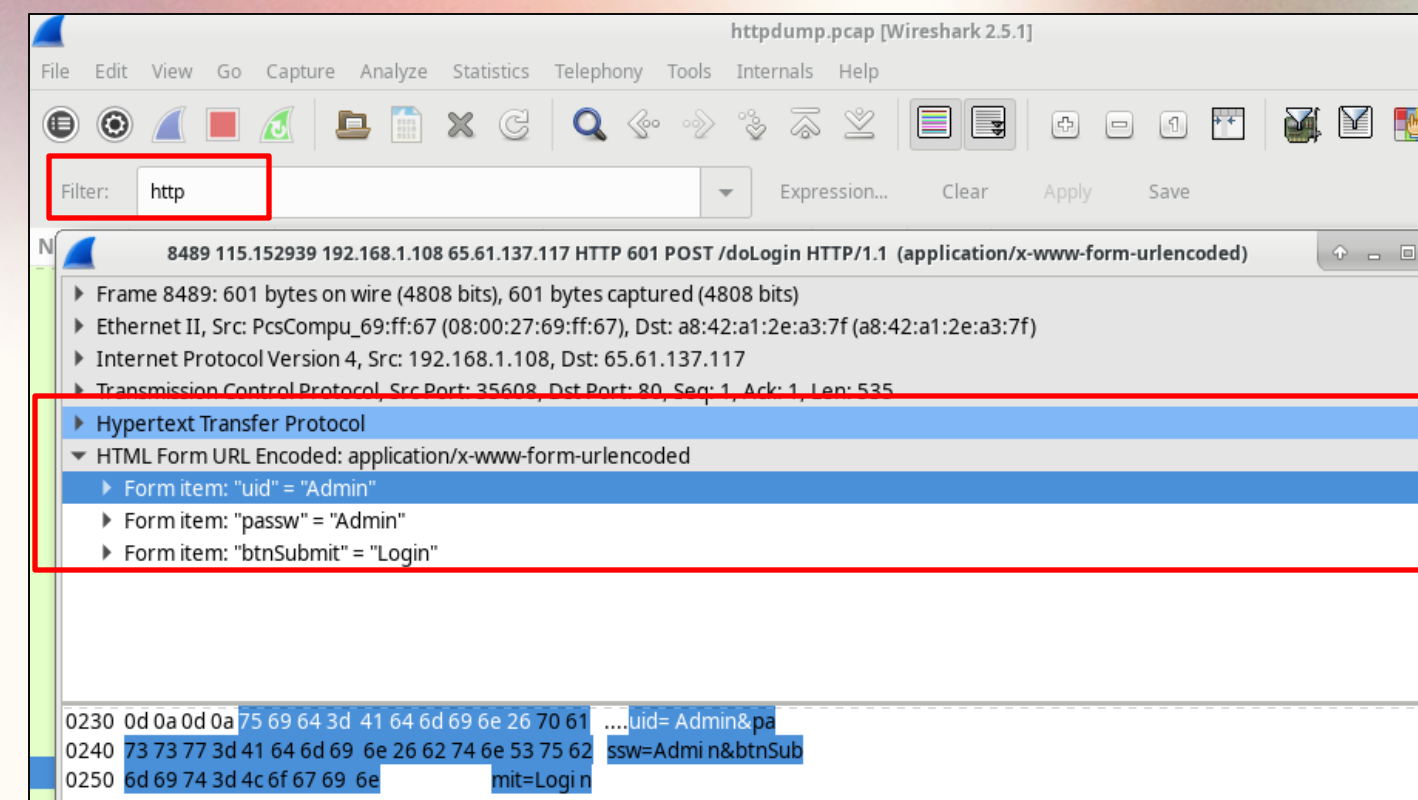 httpdump.pcap [Wireshark 2.5.1]
File Edit View Go Capture Analyze Statistics Telephony Tools Internals Help
Filter: http Expression... Clear Apply Save
N
8489 115.152939 192.168.1.108 65.61.137.117 HTTP 601 POST /doLogin HTTP/1.1 (application/x-www-form-urlencoded)
Frame 8489: 601 bytes on wire (4808 bits), 601 bytes captured (4808 bits)
Ethernet II, Src: PcsCompu_69:ff:67 (08:00:27:69:ff:67), Dst: a8:42:a1:2e:a3:7f (a8:42:a1:2e:a3:7f)
Internet Protocol Version 4, Src: 192.168.1.108, Dst: 65.61.137.117
Transmission Control Protocol, Src Port: 35608, Dst Port: 80, Seq: 1, Ack: 1, Len: 535
Hypertext Transfer Protocol
HTML Form URL Encoded: application/x-www-form-urlencoded
Form item: "uid" = "Admin"
Form item: "passw" = "Admin"
Form item: "btnSubmit" = "Login"
0230 0d 0a 0d 0a 75 69 64 3d 41 64 6d 69 6e 26 70 61 ....uid= Admin&pa
0240 73 73 77 3d 41 64 6d 69 6e 26 62 74 6e 53 75 62 ssw=Admi n&btnSub
0250 6d 69 74 3d 4c 6f 67 69 6e mit=Logi n